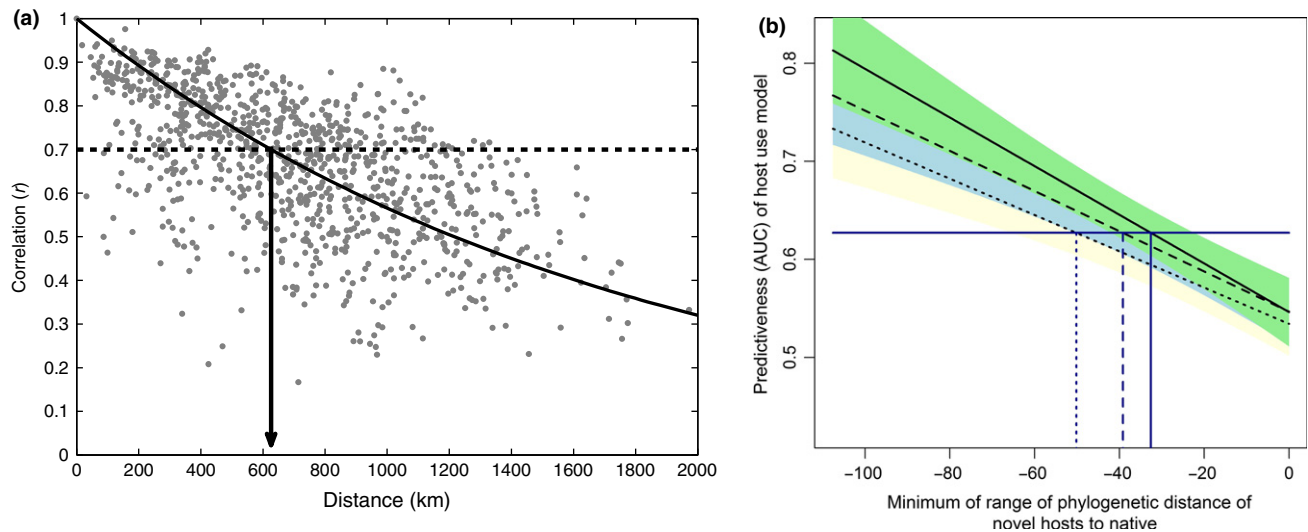 (a)
1
0.9
0.8
0.7
0.6
0.5
0.4
0.3
0.2
0.1
0
Correlation (r)
0 200 400 600 800 1000 1200 1400 1600 1800 2000
Distance (km)
(b)
0.8
0.7
0.6
0.5
Predictiveness (AUC) of host use model
−100 −80 −60 −40 −20 0
Minimum of range of phylogenetic distance of
novel hosts to native